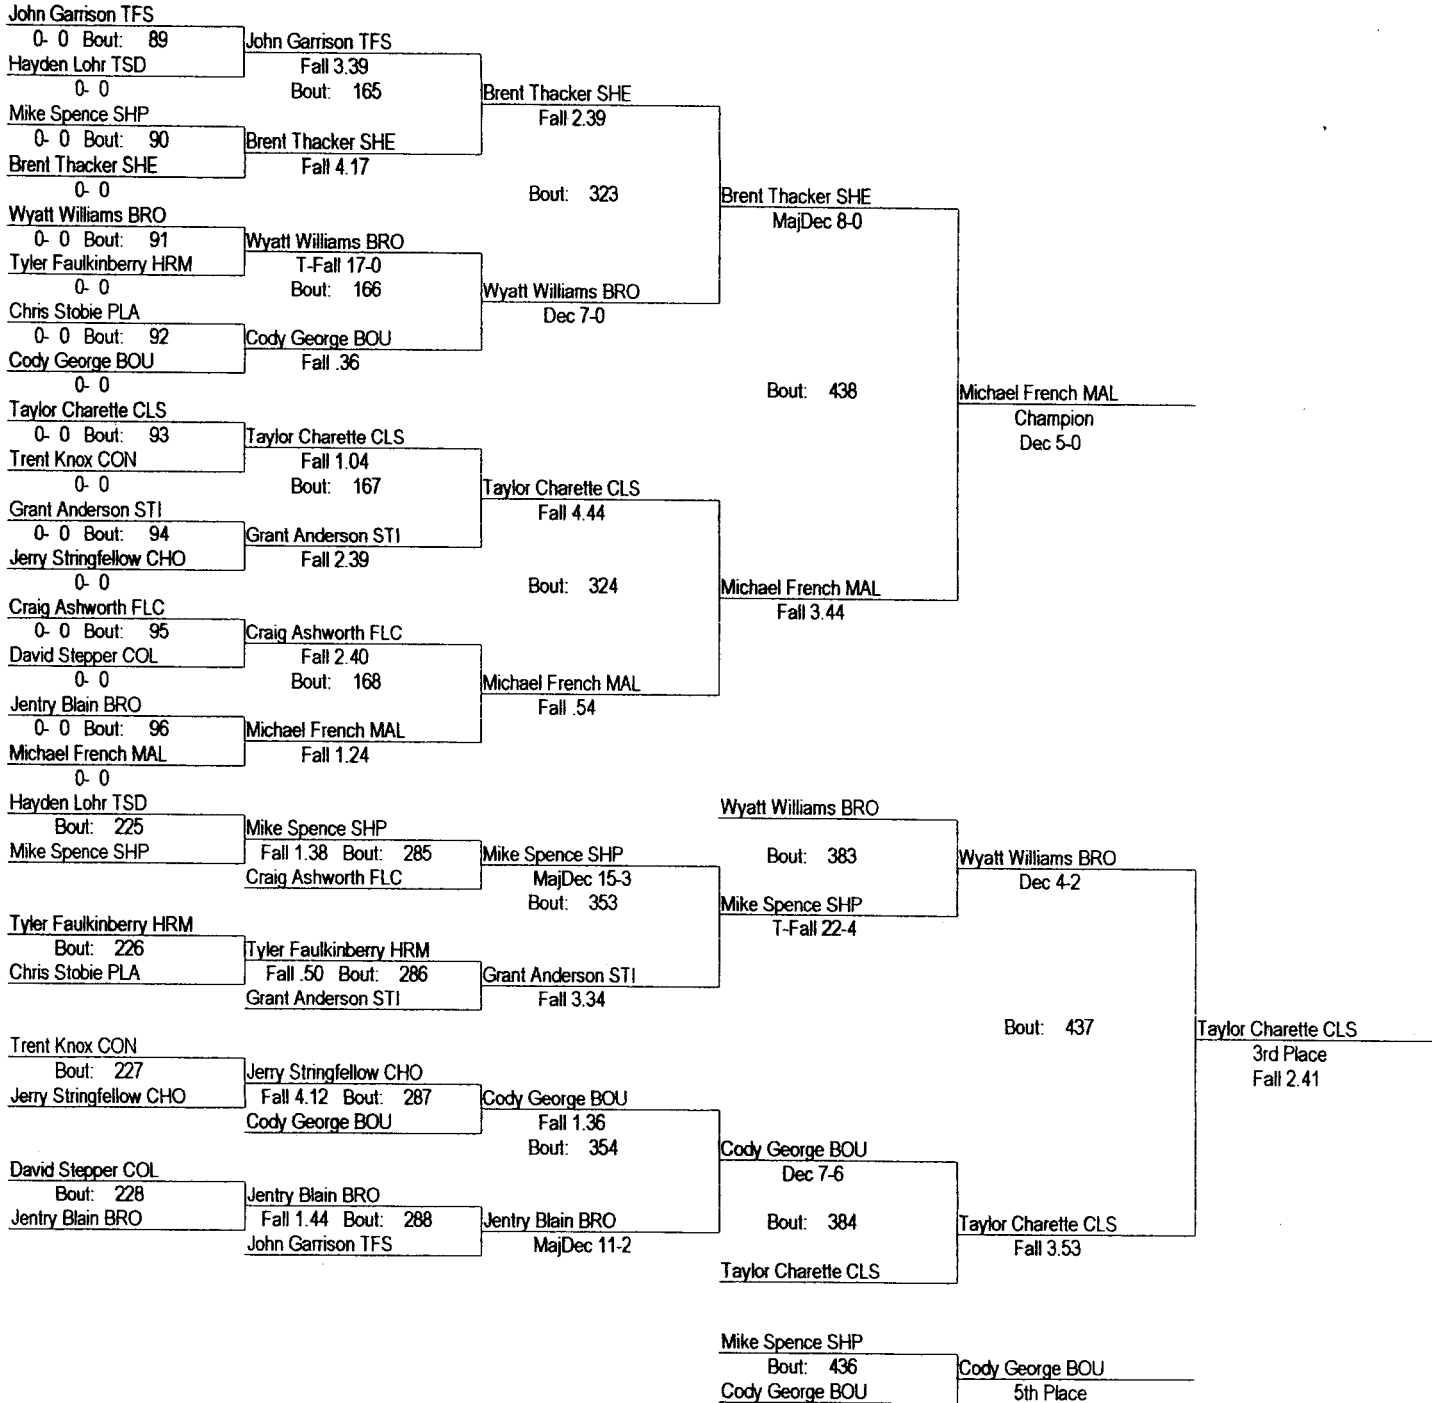 John Garrison TFS
0- 0 Bout: 89
Hayden Lohr TSD
0- 0
Mike Spence SHP
0- 0 Bout: 90
Brent Thacker SHE
0- 0
Wyatt Williams BRO
0- 0 Bout: 91
Tyler Faulkinberry HRM
0- 0
Chris Stobie PLA
0- 0 Bout: 92
Cody George BOU
0- 0
Taylor Charette CLS
0- 0 Bout: 93
Trent Knox CON
0- 0
Grant Anderson STI
0- 0 Bout: 94
Jerry Stringfellow CHO
0- 0
Craig Ashworth FLC
0- 0 Bout: 95
David Stepper COL
0- 0
Jentry Blain BRO
0- 0 Bout: 96
Michael French MAL
0- 0
John Garrison TFS
Fall 3.39
Bout: 165
Brent Thacker SHE
Fall 4.17
Wyatt Williams BRO
T-Fall 17-0
Bout: 166
Cody George BOU
Fall .36
Taylor Charette CLS
Fall 1.04
Bout: 167
Grant Anderson STI
Fall 2.39
Craig Ashworth FLC
Fall 2.40
Bout: 168
Michael French MAL
Fall 1.24
Brent Thacker SHE
Fall 2.39
Bout: 323
Wyatt Williams BRO
Dec 7-0
Taylor Charette CLS
Fall 4.44
Bout: 324
Michael French MAL
Fall .54
Brent Thacker SHE
MajDec 8-0
Bout: 438
Michael French MAL
Fall 3.44
Michael French MAL
Champion
Dec 5-0
Hayden Lohr TSD
Bout: 225
Mike Spence SHP
Tyler Faulkinberry HRM
Bout: 226
Chris Stobie PLA
Trent Knox CON
Bout: 227
Jerry Stringfellow CHO
David Stepper COL
Bout: 228
Jentry Blain BRO
Mike Spence SHP
Fall 1.38 Bout: 285
Craig Ashworth FLC
Tyler Faulkinberry HRM
Fall .50 Bout: 286
Grant Anderson STI
Jerry Stringfellow CHO
Fall 4.12 Bout: 287
Cody George BOU
Jentry Blain BRO
Fall 1.44 Bout: 288
John Garrison TFS
Mike Spence SHP
MajDec 15-3
Bout: 353
Grant Anderson STI
Fall 3.34
Cody George BOU
Fall 1.36
Bout: 354
Jentry Blain BRO
MajDec 11-2
Wyatt Williams BRO
Bout: 383
Mike Spence SHP
T-Fall 22-4
Cody George BOU
Dec 7-6
Bout: 384
Taylor Charette CLS
Wyatt Williams BRO
Dec 4-2
Bout: 437
Taylor Charette CLS
Fall 3.53
Taylor Charette CLS
3rd Place
Fall 2.41
Mike Spence SHP
Bout: 436
Cody George BOU
Cody George BOU
5th Place